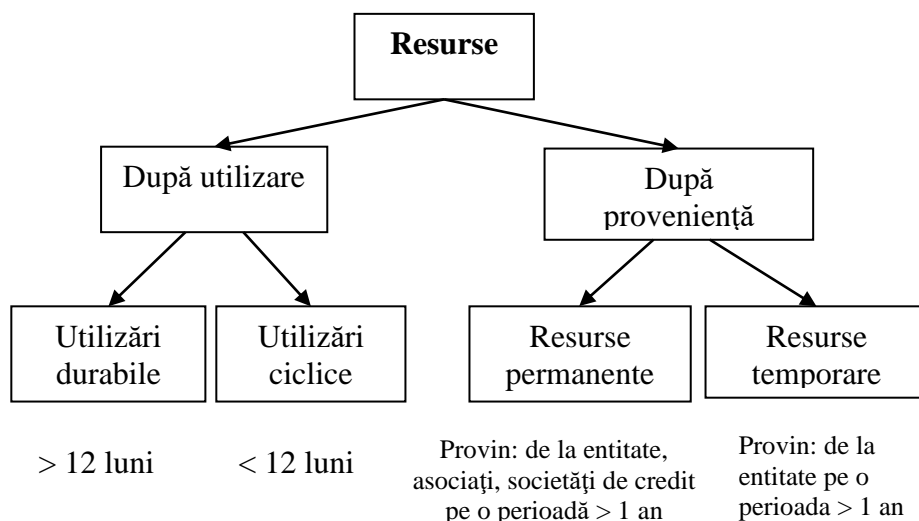 Resurse
După utilizare
După
proveniență
Utilizări
durabile
Utilizări
ciclice
Resurse
permanente
Resurse
temporare
> 12 luni
< 12 luni
Provin: de la entitate,
asociaţi, societăţi de credit
pe o perioadă > 1 an
Provin: de la
entitate pe o
perioada > 1 an